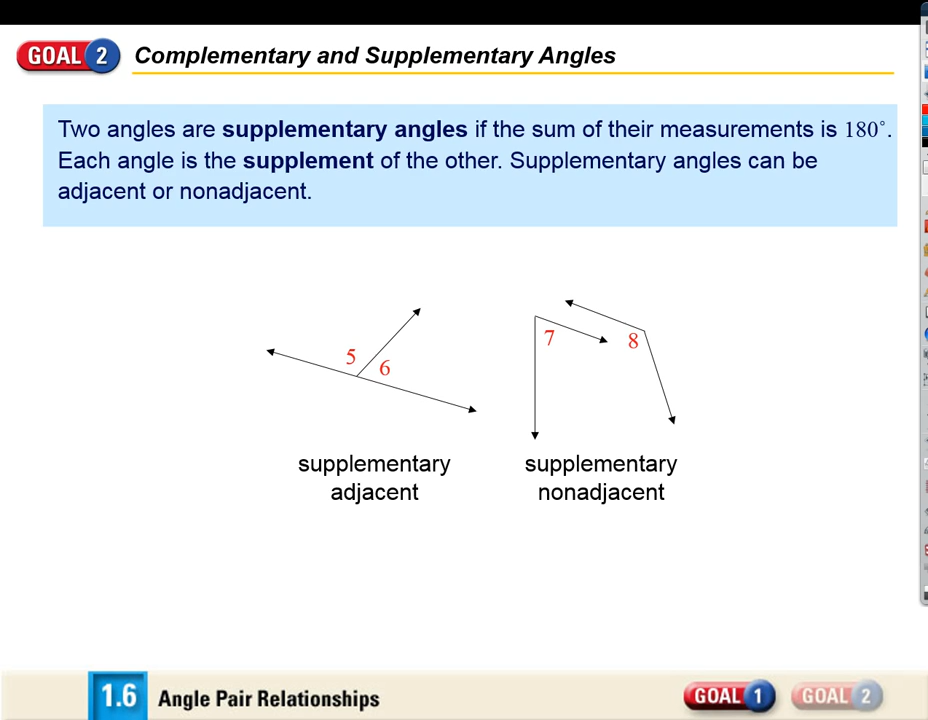 GOAL 2 Complementary and Supplementary Angles
Two angles are supplementary angles if the sum of their measurements is 180˚.
Each angle is the supplement of the other. Supplementary angles can be
adjacent or nonadjacent.
5 6
7 8
supplementary
adjacent
supplementary
nonadjacent
1.6 Angle Pair Relationships GOAL 1 GOAL 2